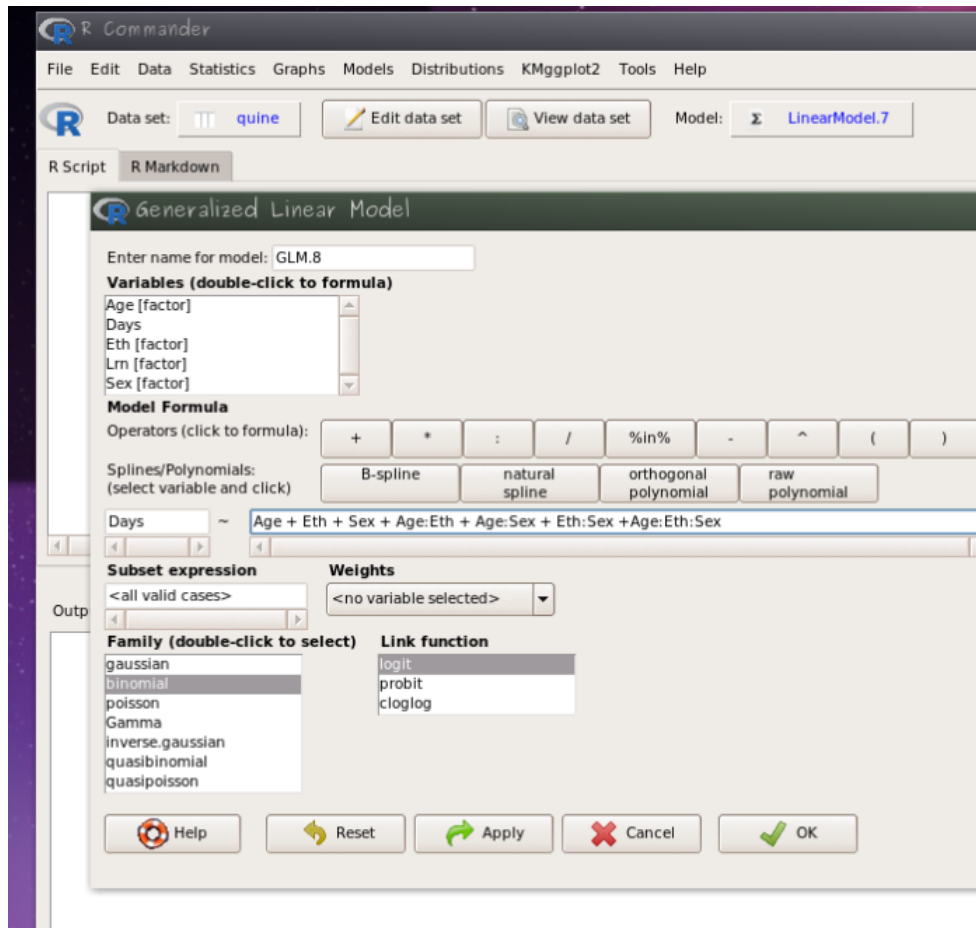 R Commander
File Edit Data Statistics Graphs Models Distributions KMggplot2 Tools Help
R Data set: quine Edit data set View data set Model: Σ LinearModel.7
R Script R Markdown
Generalized Linear Model
Enter name for model: GLM.8
Variables (double-click to formula)
Age [factor]
Days
Eth [factor]
Lrn [factor]
Sex [factor]
Model Formula
Operators (click to formula): + * : / %in% - ^ ( )
Splines/Polynomials:
(select variable and click)
B-spline
natural
spline
orthogonal
polynomial
raw
polynomial
Days ~ Age + Eth + Sex + Age:Eth + Age:Sex + Eth:Sex +Age:Eth:Sex
Subset expression Weights
<all valid cases> <no variable selected>
Outp
Family (double-click to select) Link function
gaussian logit
binomial probit
poisson cloglog
Gamma
inverse.gaussian
quasibinomial
quasipoisson
Help Reset Apply Cancel OK